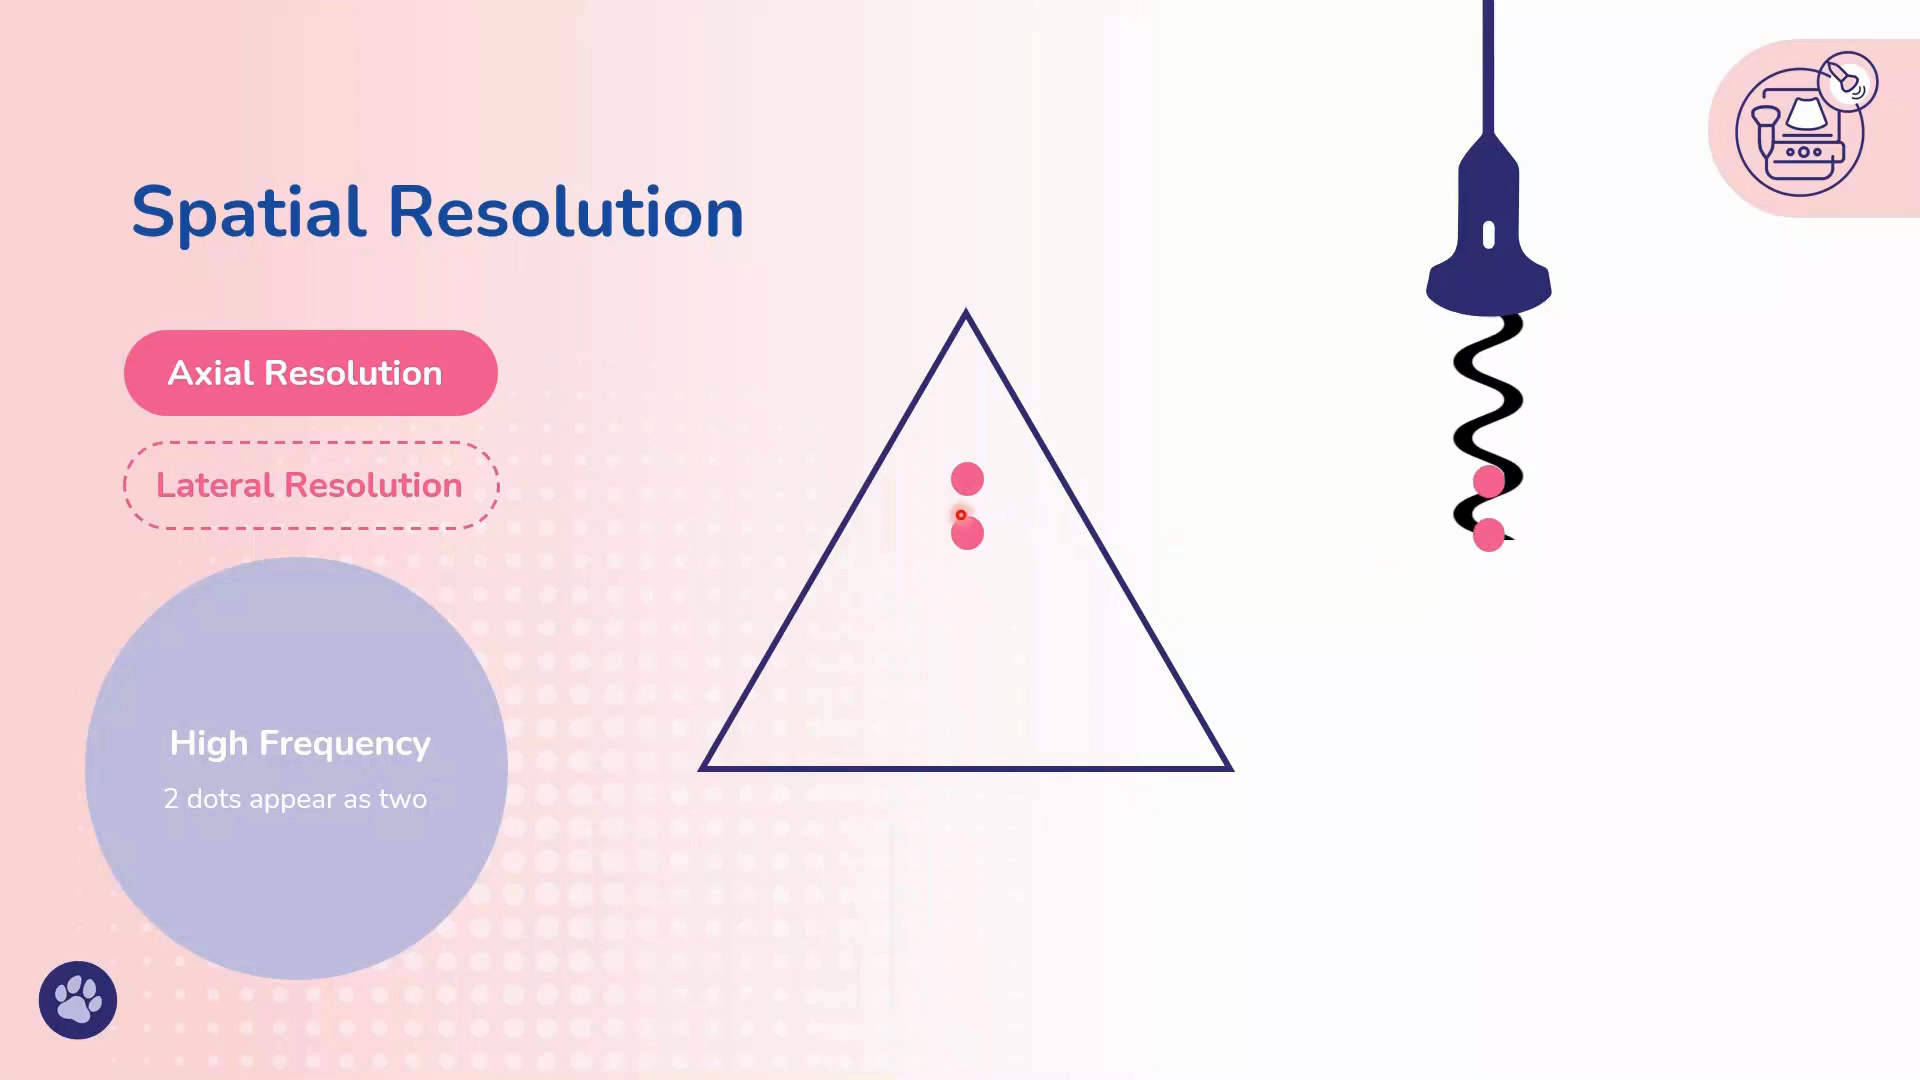 Spatial Resolution
Axial Resolution
Lateral Resolution
High Frequency
2 dots appear as two